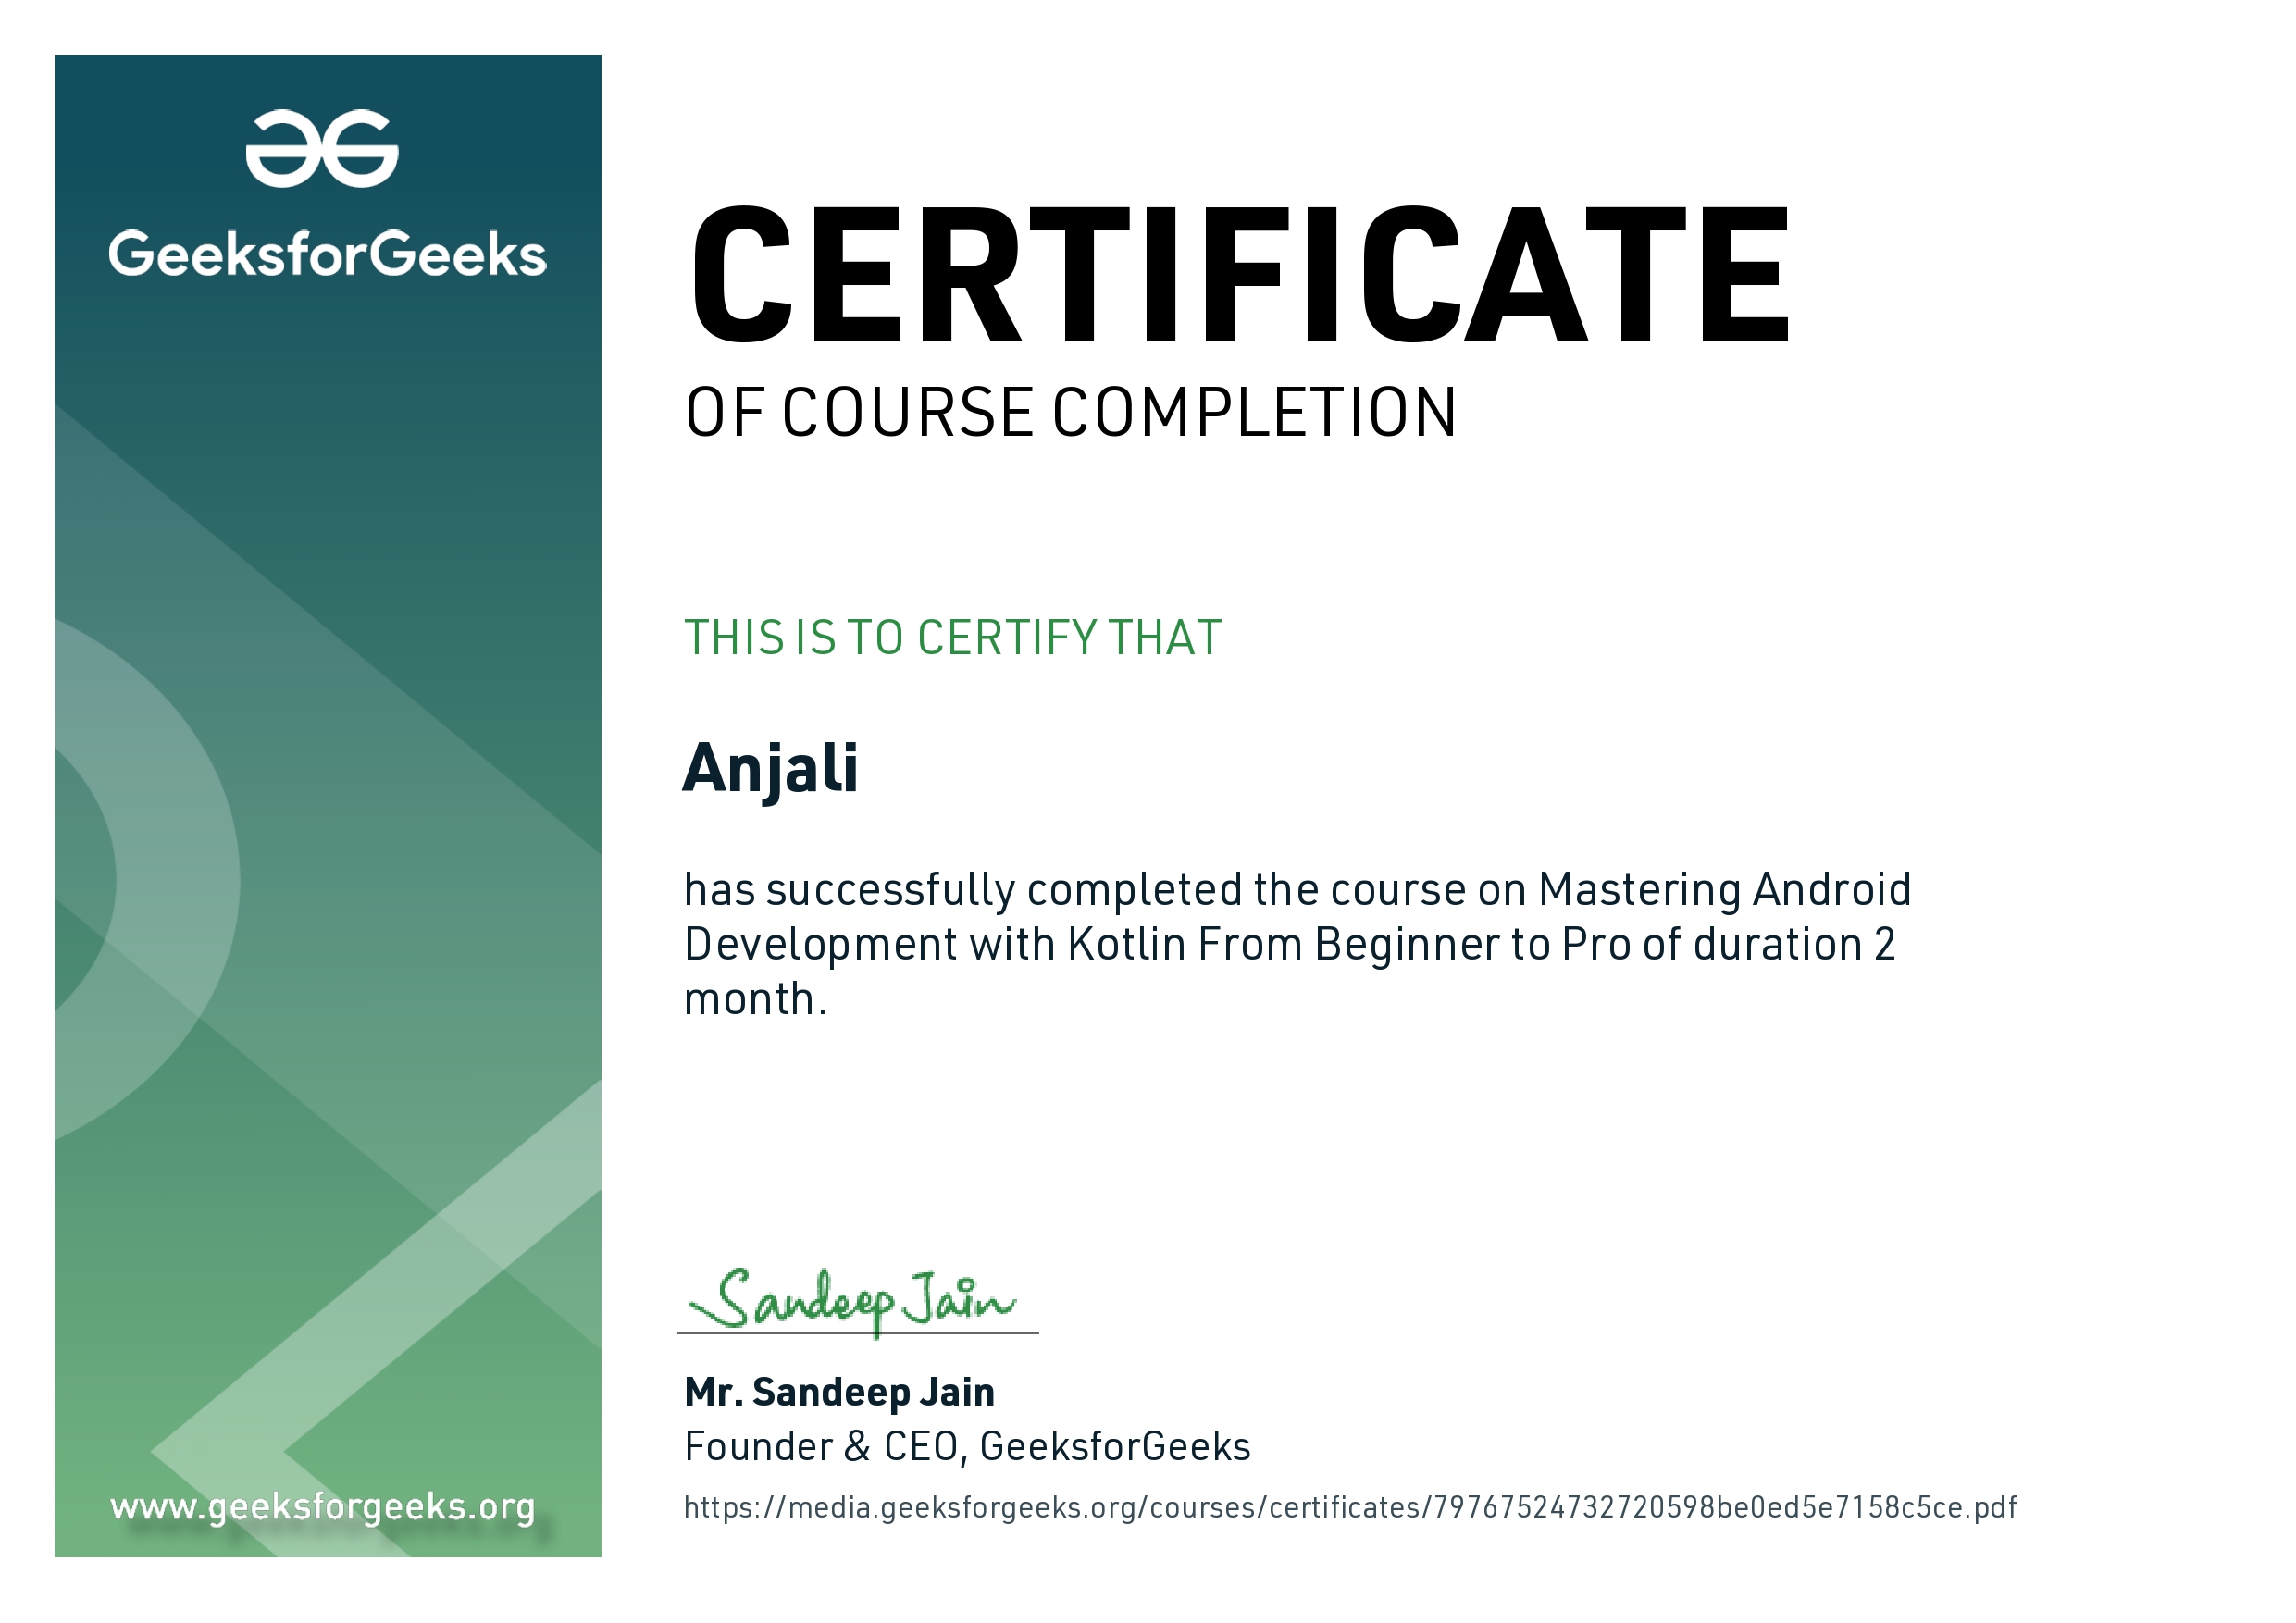 GeeksforGeeks
CERTIFICATE
OF COURSE COMPLETION
THIS IS TO CERTIFY THAT
Anjali
has successfully completed the course on Mastering Android
Development with Kotlin From Beginner to Pro of duration 2
month.
Sandeep Jain
Mr. Sandeep Jain
Founder & CEO, GeeksforGeeks
https://media.geeksforgeeks.org/courses/certificates/79767524732720598be0ed5e7158c5ce.pdf
www.geeksforgeeks.org